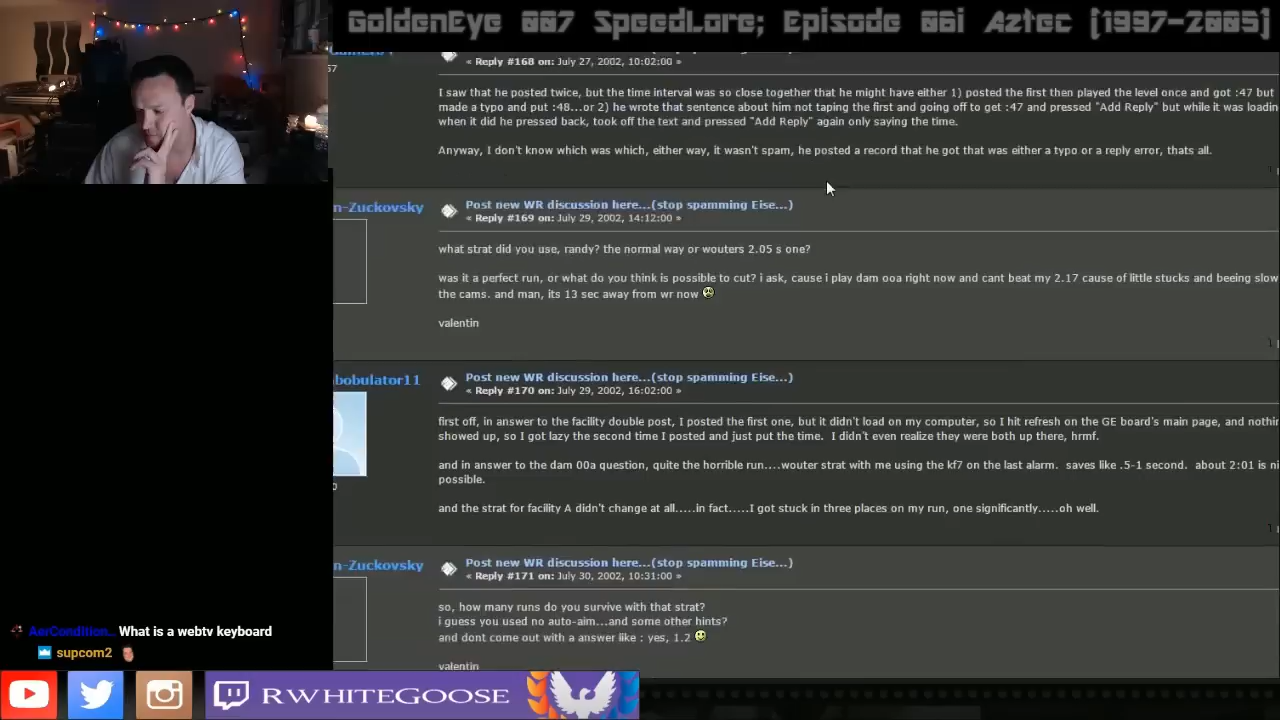 GoldenEye 007 SpeedLore; Episode 06i Aztec [1997-2005]
« Reply #168 on: July 27, 2002, 10:02:00 »
I saw that he posted twice, but the time interval was so close together that he might have either 1) posted the first then played the level once and got :47 but
made a typo and put :48...or 2) he wrote that sentence about him not taping the first and going off to get :47 and pressed "Add Reply" but while it was loadin
when it did he pressed back, took off the text and pressed "Add Reply" again only saying the time.
Anyway, I don't know which was which, either way, it wasn't spam, he posted a record that he got that was either a typo or a reply error, thats all.
n-Zuckovsky
Post new WR discussion here...(stop spamming Eise...)
« Reply #169 on: July 29, 2002, 14:12:00 »
what strat did you use, randy? the normal way or wouters 2.05 s one?
was it a perfect run, or what do you think is possible to cut? i ask, cause i play dam ooa right now and cant beat my 2.17 cause of little stucks and beeing slow
the cams. and man, its 13 sec away from wr now
valentin
bobulator11
Post new WR discussion here...(stop spamming Eise...)
« Reply #170 on: July 29, 2002, 16:02:00 »
first off, in answer to the facility double post, I posted the first one, but it didn't load on my computer, so I hit refresh on the GE board's main page, and nothin
showed up, so I got lazy the second time I posted and just put the time. I didn't even realize they were both up there, hrmf.
and in answer to the dam 00a question, quite the horrible run....wouter strat with me using the kf7 on the last alarm. saves like .5-1 second. about 2:01 is ni
possible.
and the strat for facility A didn't change at all.....in fact.....I got stuck in three places on my run, one significantly.....oh well.
n-Zuckovsky
Post new WR discussion here...(stop spamming Eise...)
« Reply #171 on: July 30, 2002, 10:31:00 »
so, how many runs do you survive with that strat?
i guess you used no auto-aim...and some other hints?
and dont come out with a answer like : yes, 1.2
valentin
AerCondition.. What is a webtv keyboard
supcom2
RWHITEGOOSE